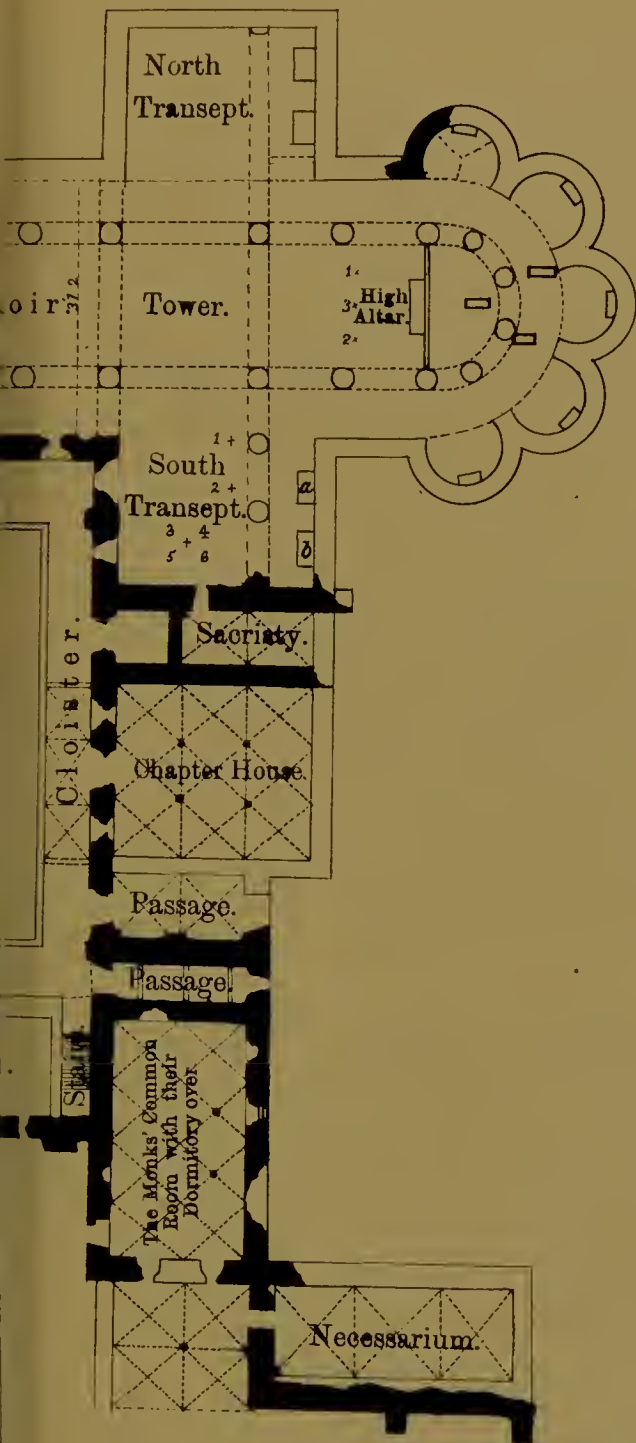 North
Transept.
oir
3 1 2
Tower.
1
3 High
Altar.
2
1 +
South
2 +
Transept.
a
3 4
+
5 6
b
Sacristy.
Cloister.
Chapter House.
Passage.
Passage.
Stair.
The Monks' Common
Room with their
Dormitory over
Necessarium.